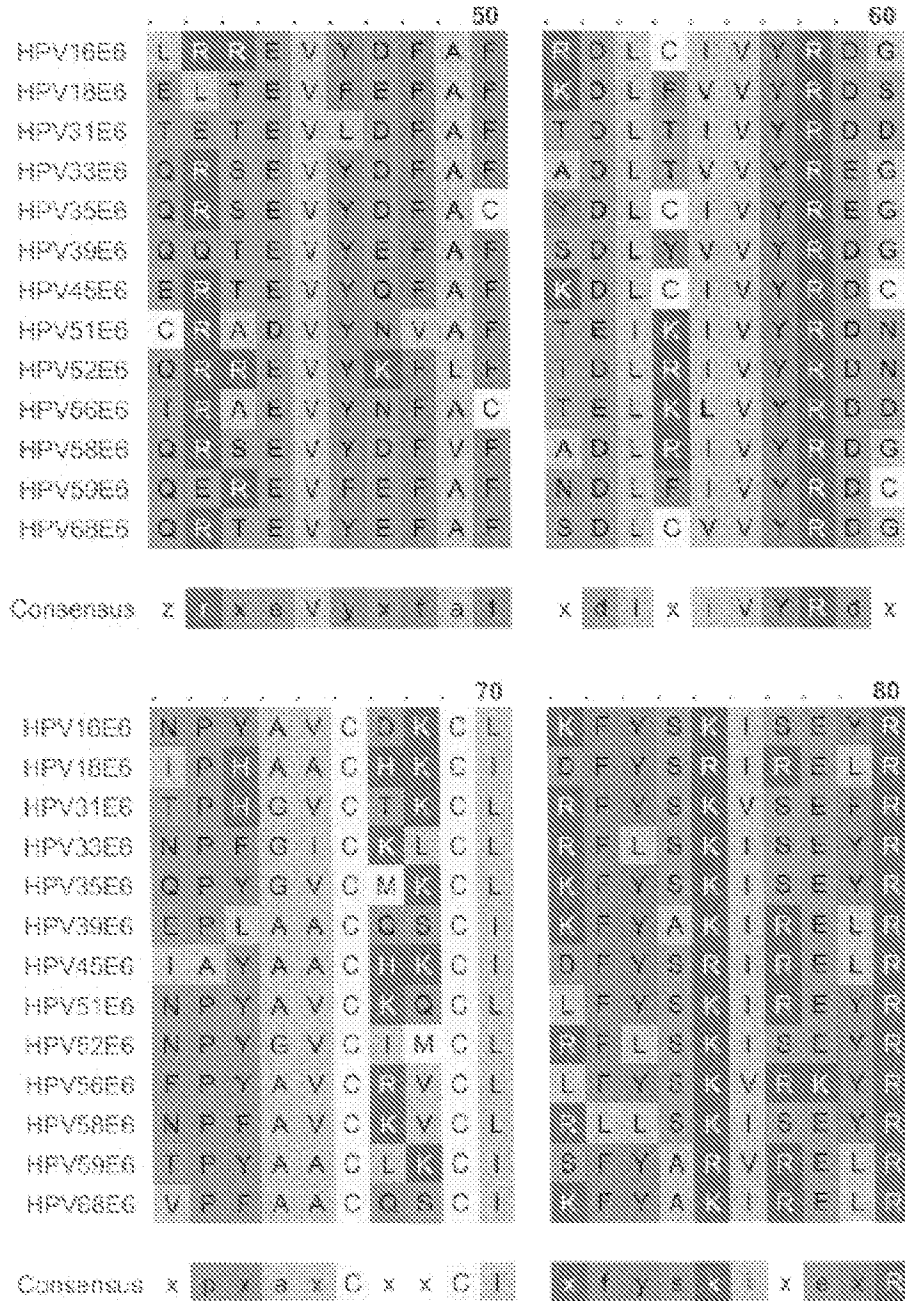 50 60
HPV16E6 L R R E V Y D F A F R D L C I V Y R D G
HPV18E6 E L T E V F E F A F K D L F V V Y R D S
HPV31E6 T E T E V L D F A F T D L T I V Y R D D
HPV33E6 Q R S E V Y D F A F A D L T V V Y R E G
HPV35E6 Q R S E V Y D F A C Y D L C I V Y R E G
HPV39E6 Q Q T E V Y E F A F S D L Y V V Y R D G
HPV45E6 E R T E V Y Q F A F K D L C I V Y R D C
HPV51E6 C R A D V Y N V A F T E I K I V Y R D N
HPV52E6 Q R R E V Y K F L F T D L R I V Y R D N
HPV56E6 I R A E V Y N F A C T E L K L V Y R D D
HPV58E6 Q R S E V Y D F V F A D L R I V Y R D G
HPV59E6 Q E R E V F E F A F N D L F I V Y R D C
HPV68E6 Q R T E V Y E F A F S D L C V V Y R D G
Consensus z r x e V y x f a f x d l x i V Y R d x
70 80
HPV16E6 N P Y A V C D K C L K F Y S K I S E Y R
HPV18E6 I P H A A C H K C I D F Y S R I R E L R
HPV31E6 T P H G V C T K C L R F Y S K V S E F R
HPV33E6 N P F G I C K L C L R F L S K I S E Y R
HPV35E6 Q P Y G V C M K C L K F Y S K I S E Y R
HPV39E6 E P L A A C Q S C I K F Y A K I R E L R
HPV45E6 I A Y A A C H K C I D F Y S R I R E L R
HPV51E6 N P Y A V C K Q C L L F Y S K I R E Y R
HPV52E6 N P Y G V C I M C L R F L S K I S E Y R
HPV56E6 F P Y A V C R V C L L F Y S K V R K Y R
HPV58E6 N P F A V C K V C L R L L S K I S E Y R
HPV59E6 T P Y A A C L K C I S F Y A R V R E L R
HPV68E6 V P F A A C Q S C I K F Y A K I R E L R
Consensus x p x a x C x x C l x f y s K i x e x R